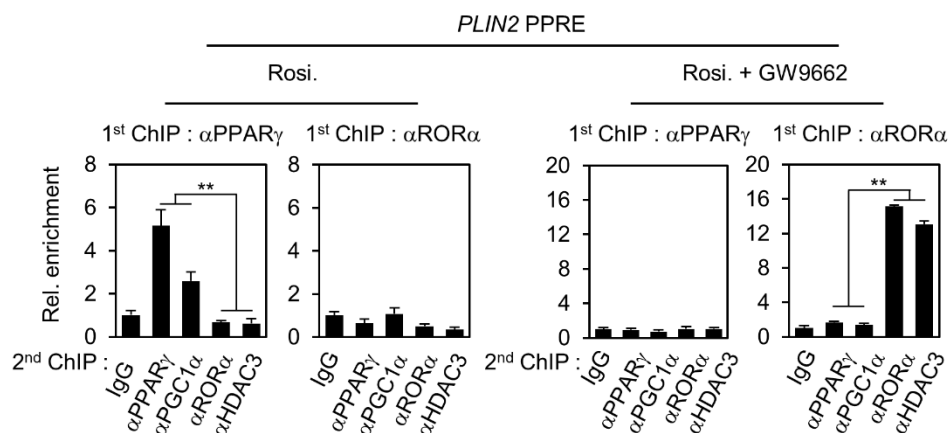 PLIN2 PPRE
Rosi.
Rosi. + GW9662
1st ChIP : αPPARγ
1st ChIP : αRORα
1st ChIP : αPPARγ
1st ChIP : αRORα
Rel. enrichment
8
6
4
2
0
**
8
6
4
2
0
20
16
12
8
4
0
20
16
12
8
4
0
**
2nd ChIP :
IgG
αPPARγ
αPGC1α
αRORα
αHDAC3
IgG
αPPARγ
αPGC1α
αRORα
αHDAC3
2nd ChIP :
IgG
αPPARγ
αPGC1α
αRORα
αHDAC3
IgG
αPPARγ
αPGC1α
αRORα
αHDAC3